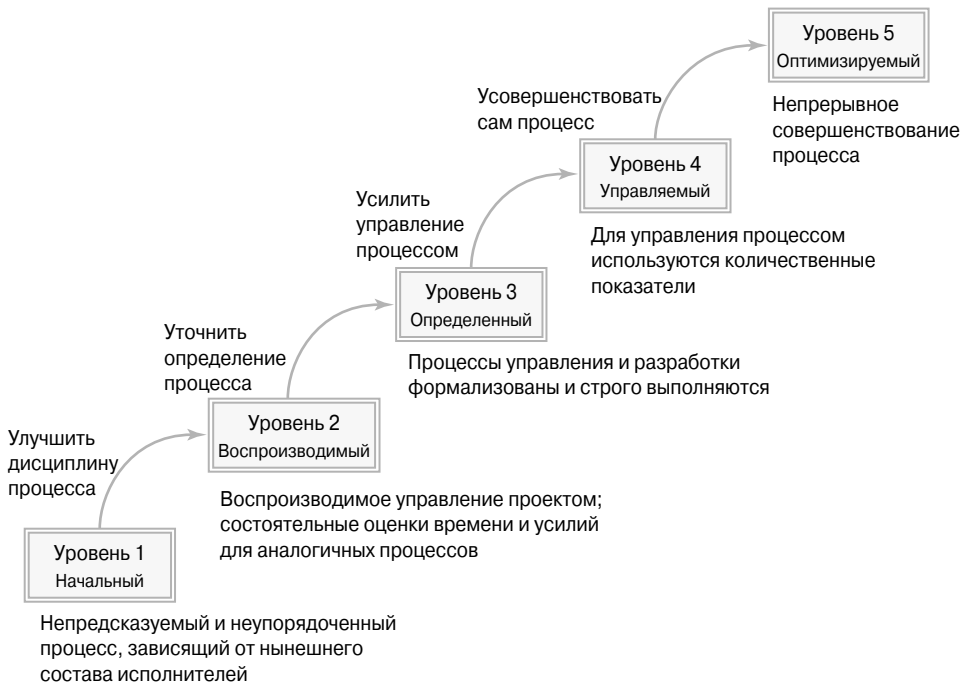 Уровень 5
Оптимизируемый
Непрерывное
совершенствование
процесса
Усовершенствовать
сам процесс
Уровень 4
Управляемый
Для управления процессом
используются количественные
показатели
Усилить
управление
процессом
Уровень 3
Определенный
Процессы управления и разработки
формализованы и строго выполняются
Уточнить
определение
процесса
Уровень 2
Воспроизводимый
Воспроизводимое управление проектом;
состоятельные оценки времени и усилий
для аналогичных процессов
Улучшить
дисциплину
процесса
Уровень 1
Начальный
Непредсказуемый и неупорядоченный
процесс, зависящий от нынешнего
состава исполнителей